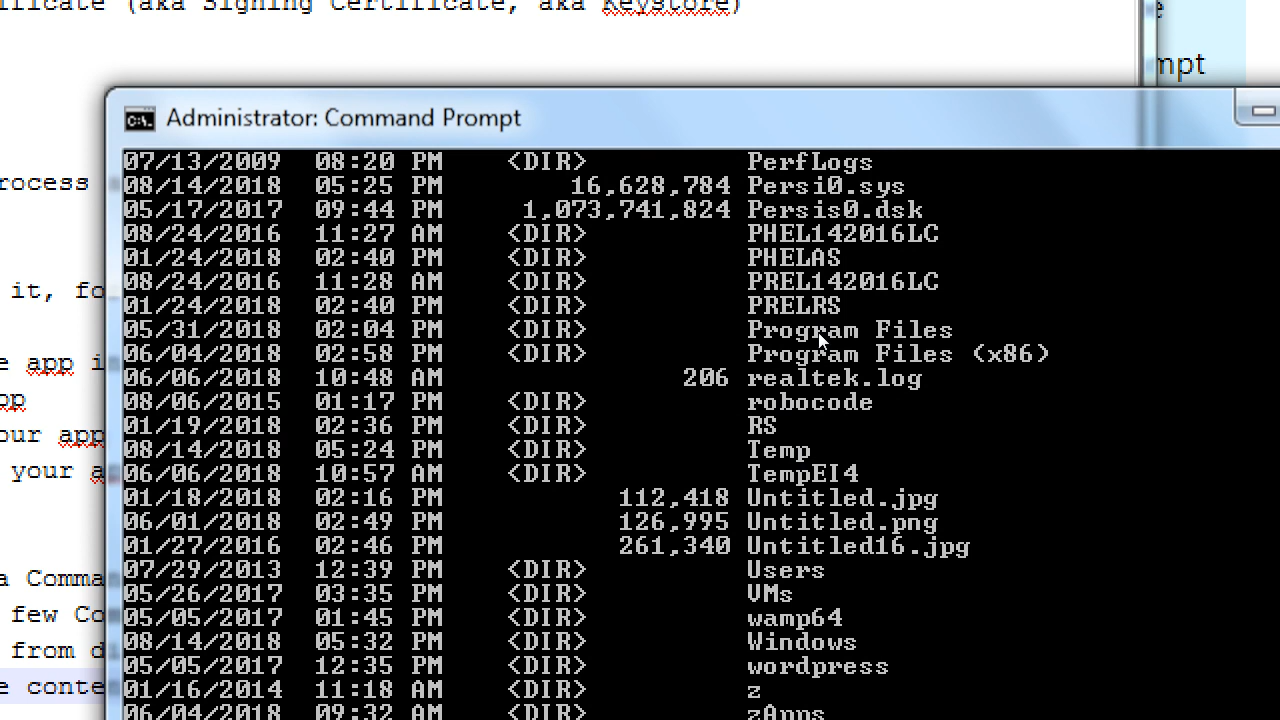 ificate (aka Signing Certificate, aka Keystore)
mpt
Administrator: Command Prompt
07/13/2009 08:20 PM <DIR> PerfLogs
rocess
08/14/2018 05:25 PM 16,628,784 Persi0.sys
05/17/2017 09:44 PM 1,073,741,824 Persis0.dsk
08/24/2016 11:27 AM <DIR> PHEL142016LC
01/24/2018 02:40 PM <DIR> PHELAS
08/24/2016 11:28 AM <DIR> PREL142016LC
it, fo
01/24/2018 02:40 PM <DIR> PRELRS
05/31/2018 02:04 PM <DIR> Program Files
06/04/2018 02:58 PM <DIR> Program Files (x86)
e app i
06/06/2018 10:48 AM 206 realtek.log
pp
08/06/2015 01:17 PM <DIR> robocode
01/19/2018 02:36 PM <DIR> RS
our app
08/14/2018 05:24 PM <DIR> Temp
your a
06/06/2018 10:57 AM <DIR> TempEI4
01/18/2018 02:16 PM 112,418 Untitled.jpg
06/01/2018 02:49 PM 126,995 Untitled.png
01/27/2016 02:46 PM 261,340 Untitled16.jpg
07/29/2013 12:39 PM <DIR> Users
a Comma
05/26/2017 03:35 PM <DIR> VMs
05/05/2017 01:45 PM <DIR> wamp64
few Co
08/14/2018 05:32 PM <DIR> Windows
from d
05/05/2017 12:35 PM <DIR> wordpress
e conte
01/16/2014 11:18 AM <DIR> z
06/04/2018 09:32 AM <DIR> zApps